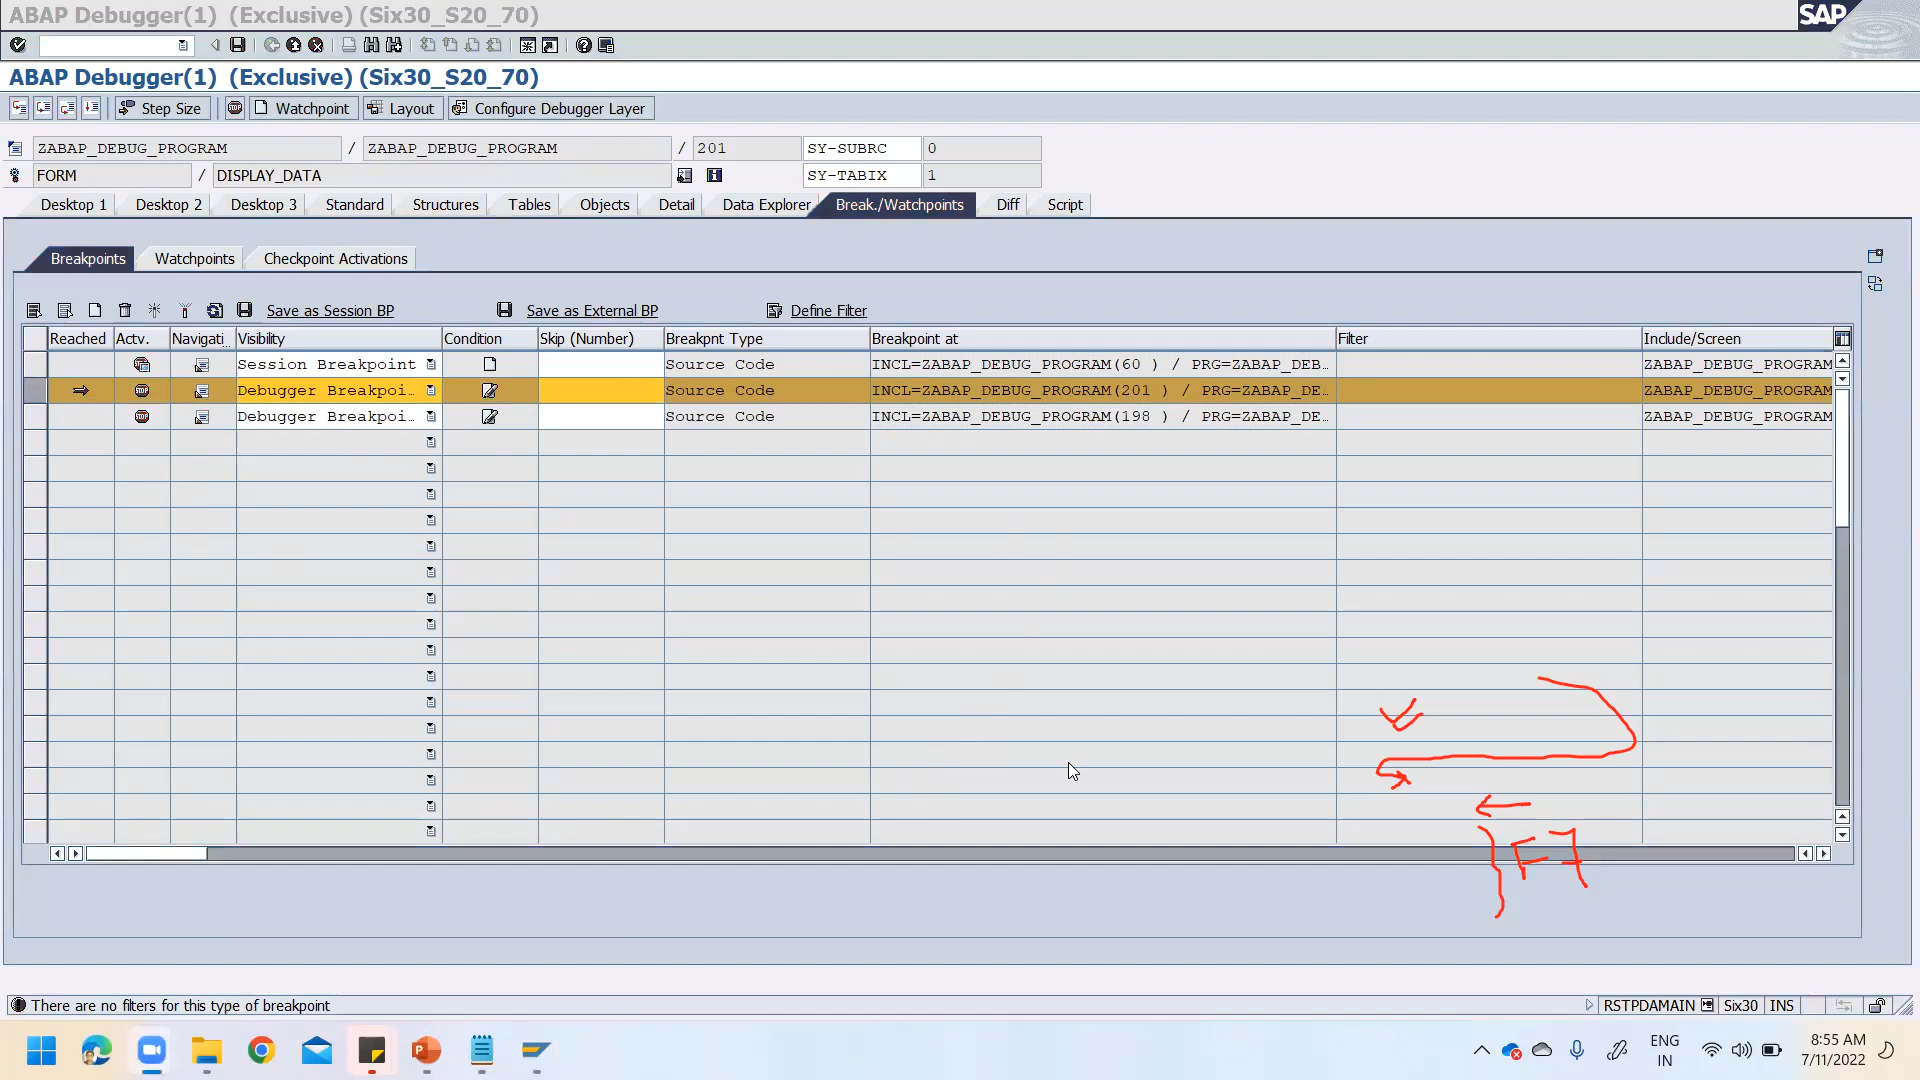 ABAP Debugger(1) (Exclusive) (Six30_S20_70)
SAP
ABAP Debugger(1) (Exclusive) (Six30_S20_70)
Step Size Watchpoint Layout Configure Debugger Layer
ZABAP_DEBUG_PROGRAM / ZABAP_DEBUG_PROGRAM / 201 SY-SUBRC 0
FORM / DISPLAY_DATA SY-TABIX 1
Desktop 1 Desktop 2 Desktop 3 Standard Structures Tables Objects Detail Data Explorer Break./Watchpoints Diff Script
Breakpoints Watchpoints Checkpoint Activations
Save as Session BP Save as External BP Define Filter
Reached Actv. Navigati.. Visibility Condition Skip (Number) Breakpnt Type Breakpoint at Filter Include/Screen
Session Breakpoint Source Code INCL=ZABAP_DEBUG_PROGRAM(60 ) / PRG=ZABAP_DEB… ZABAP_DEBUG_PROGRAM
STOP Debugger Breakpoi… Source Code INCL=ZABAP_DEBUG_PROGRAM(201 ) / PRG=ZABAP_DE… ZABAP_DEBUG_PROGRAM
STOP Debugger Breakpoi… Source Code INCL=ZABAP_DEBUG_PROGRAM(198 ) / PRG=ZABAP_DE… ZABAP_DEBUG_PROGRAM
F7
There are no filters for this type of breakpoint RSTPDAMAIN Six30 INS
ENG 8:55 AM
IN 7/11/2022